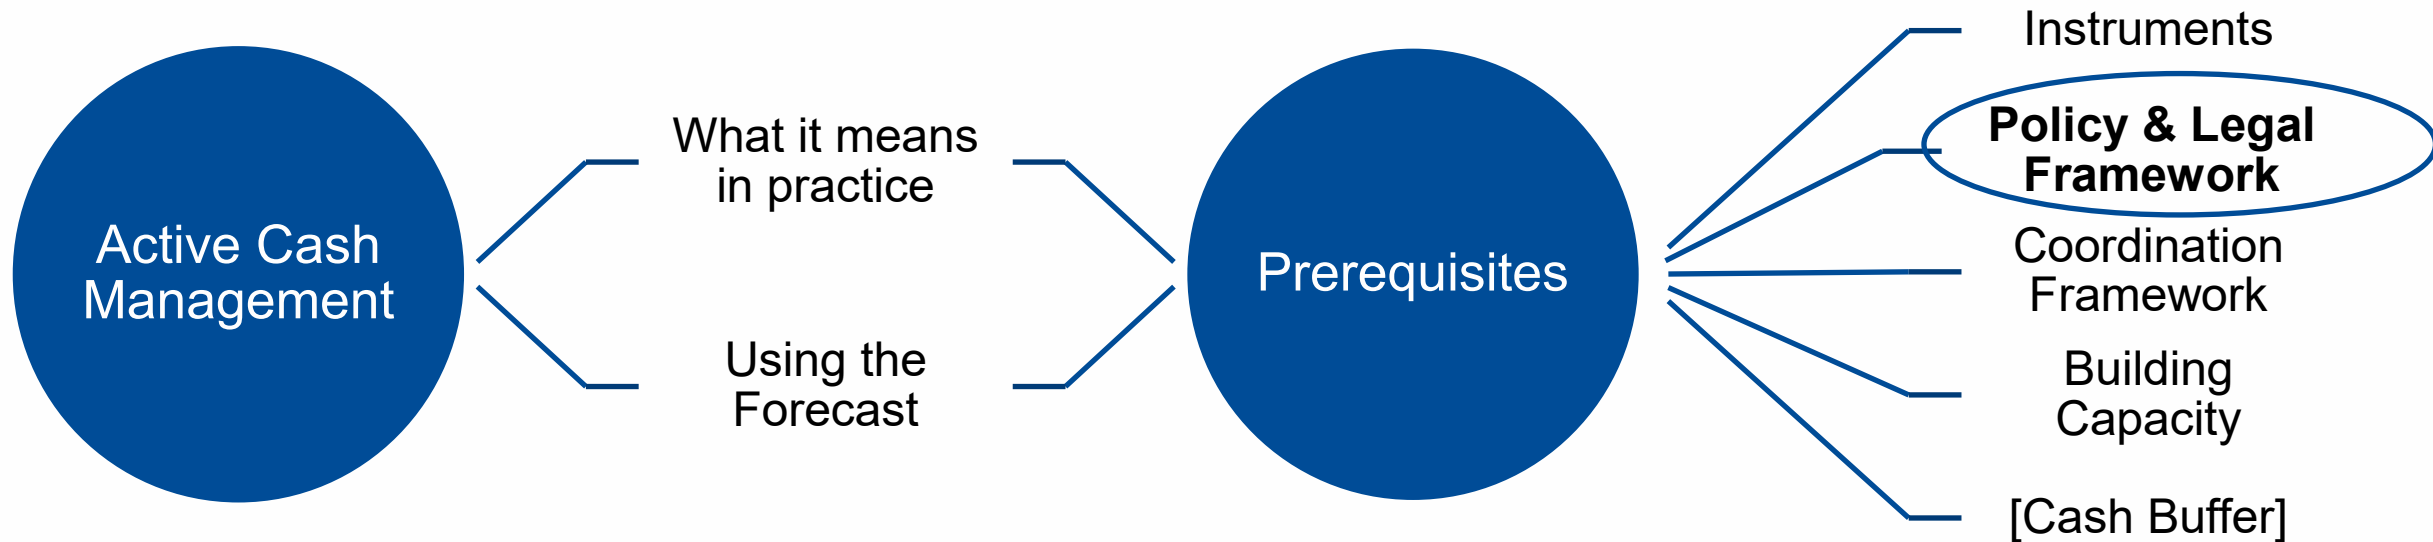 Active Cash
Management
What it means
in practice
Using the
Forecast
Prerequisites
Instruments
Policy & Legal
Framework
Coordination
Framework
Building
Capacity
[Cash Buffer]